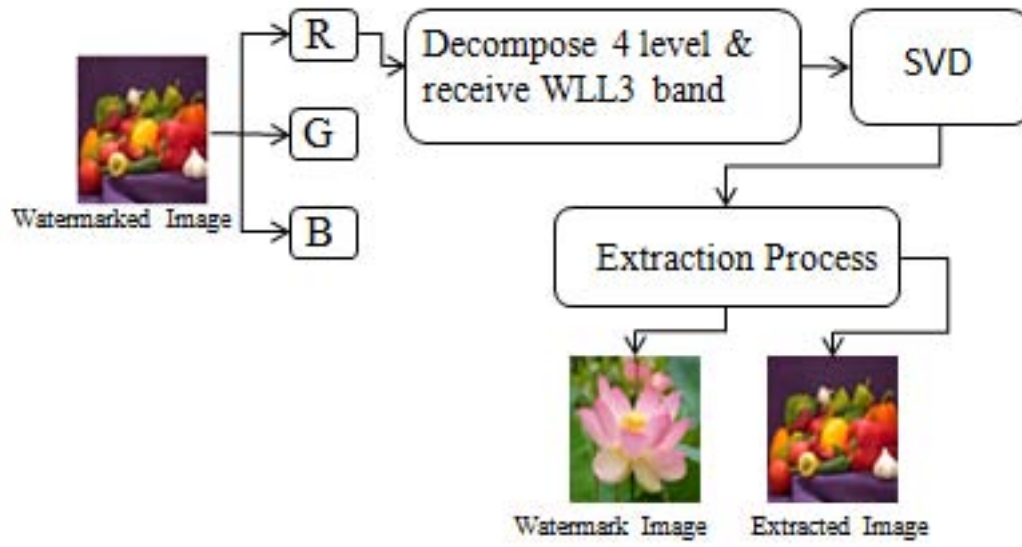 R
Decompose 4 level &
receive WLL3 band
SVD
G
Watermarked Image
B
Extraction Process
Watermark Image
Extracted Image